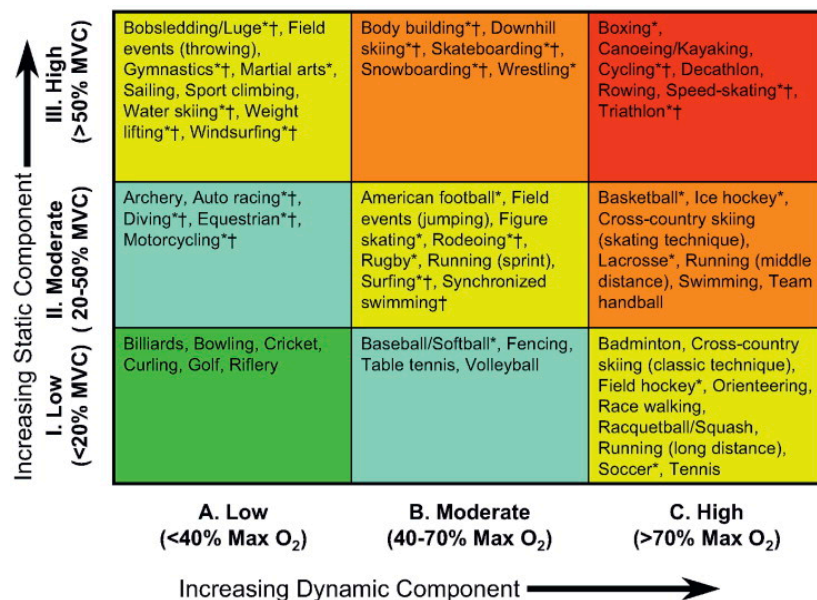 Increasing Static Component
III. High
(>50% MVC)
Bobsledding/Luge*†, Field
events (throwing),
Gymnastics*†, Martial arts*,
Sailing, Sport climbing,
Water skiing*†, Weight
lifting*†, Windsurfing*†
Body building*†, Downhill
skiing*†, Skateboarding*†,
Snowboarding*†, Wrestling*
Boxing*,
Canoeing/Kayaking,
Cycling*†, Decathlon,
Rowing, Speed-skating*†,
Triathlon*†
II. Moderate
( 20-50% MVC)
Archery, Auto racing*†,
Diving*†, Equestrian*†,
Motorcycling*†
American football*, Field
events (jumping), Figure
skating*, Rodeoing*†,
Rugby*, Running (sprint),
Surfing*†, Synchronized
swimming†
Basketball*, Ice hockey*,
Cross-country skiing
(skating technique),
Lacrosse*, Running (middle
distance), Swimming, Team
handball
I. Low
(<20% MVC)
Billiards, Bowling, Cricket,
Curling, Golf, Riflery
Baseball/Softball*, Fencing,
Table tennis, Volleyball
Badminton, Cross-country
skiing (classic technique),
Field hockey*, Orienteering,
Race walking,
Racquetball/Squash,
Running (long distance),
Soccer*, Tennis
A. Low
(<40% Max O₂)
B. Moderate
(40-70% Max O₂)
C. High
(>70% Max O₂)
Increasing Dynamic Component